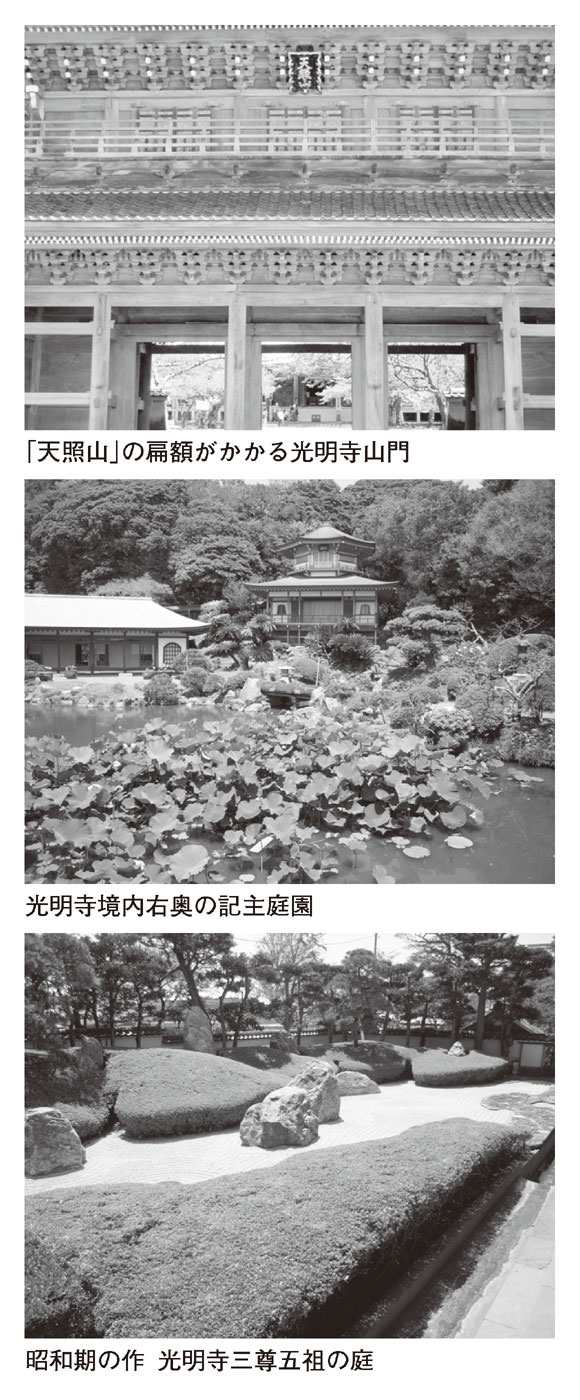 天照山
「天照山」の扁額がかかる光明寺山門
光明寺境内右奥の記主庭園
昭和期の作 光明寺三尊五祖の庭